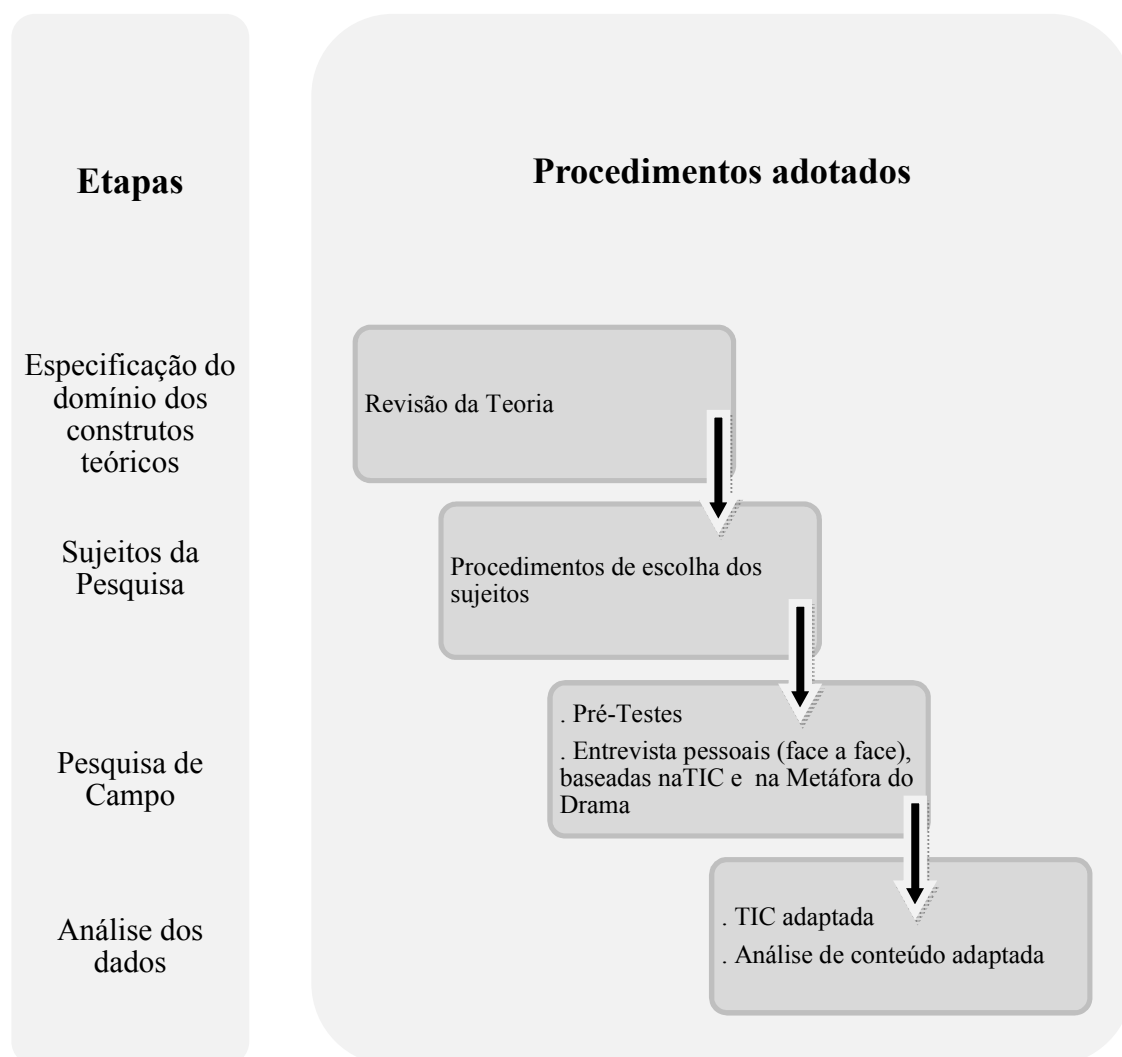 Etapas
Procedimentos adotados
Especificação do
domínio dos
construtos
teóricos
Revisão da Teoria
Sujeitos da
Pesquisa
Procedimentos de escolha dos
sujeitos
Pesquisa de
Campo
. Pré-Testes
. Entrevista pessoais (face a face),
baseadas naTIC e na Metáfora do
Drama
Análise dos
dados
. TIC adaptada
. Análise de conteúdo adaptada